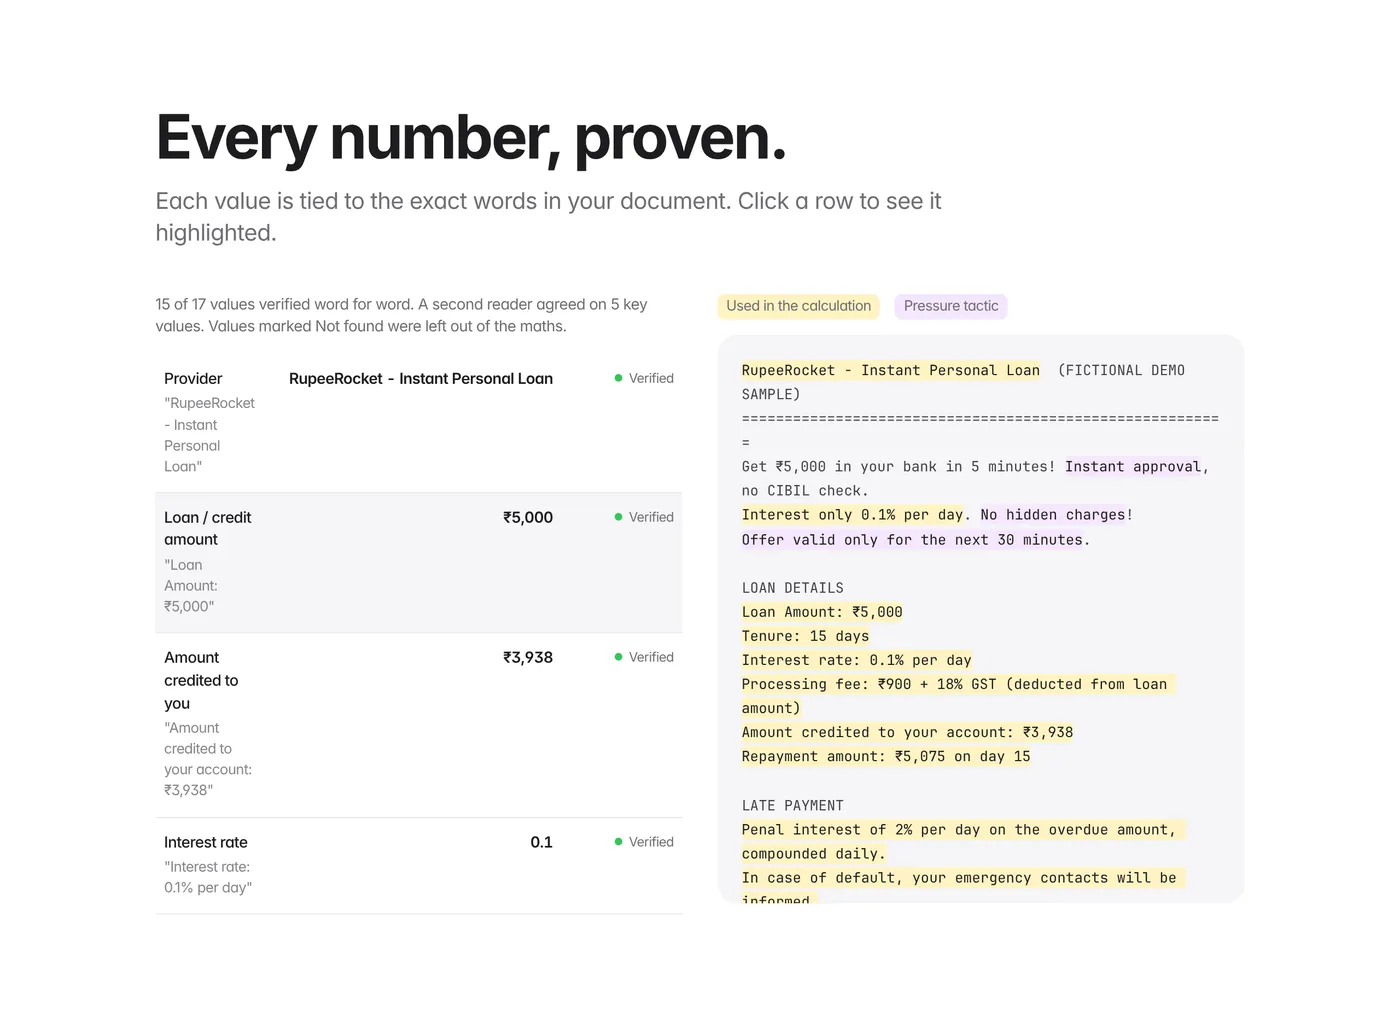 Every number, proven.
Each value is tied to the exact words in your document. Click a row to see it
highlighted.
15 of 17 values verified word for word. A second reader agreed on 5 key
values. Values marked Not found were left out of the maths.
Provider
RupeeRocket - Instant Personal Loan
Verified
"RupeeRocket
- Instant
Personal
Loan"
Loan / credit
amount
₹5,000
Verified
"Loan
Amount:
₹5,000"
Amount
credited to
you
₹3,938
Verified
"Amount
credited to
your account:
₹3,938"
Interest rate
0.1
Verified
"Interest rate:
0.1% per day"
Used in the calculation
Pressure tactic
RupeeRocket - Instant Personal Loan  (FICTIONAL DEMO
SAMPLE)
========================================================
=
Get ₹5,000 in your bank in 5 minutes! Instant approval,
no CIBIL check.
Interest only 0.1% per day. No hidden charges!
Offer valid only for the next 30 minutes.
LOAN DETAILS
Loan Amount: ₹5,000
Tenure: 15 days
Interest rate: 0.1% per day
Processing fee: ₹900 + 18% GST (deducted from loan
amount)
Amount credited to your account: ₹3,938
Repayment amount: ₹5,075 on day 15
LATE PAYMENT
Penal interest of 2% per day on the overdue amount,
compounded daily.
In case of default, your emergency contacts will be
informed.